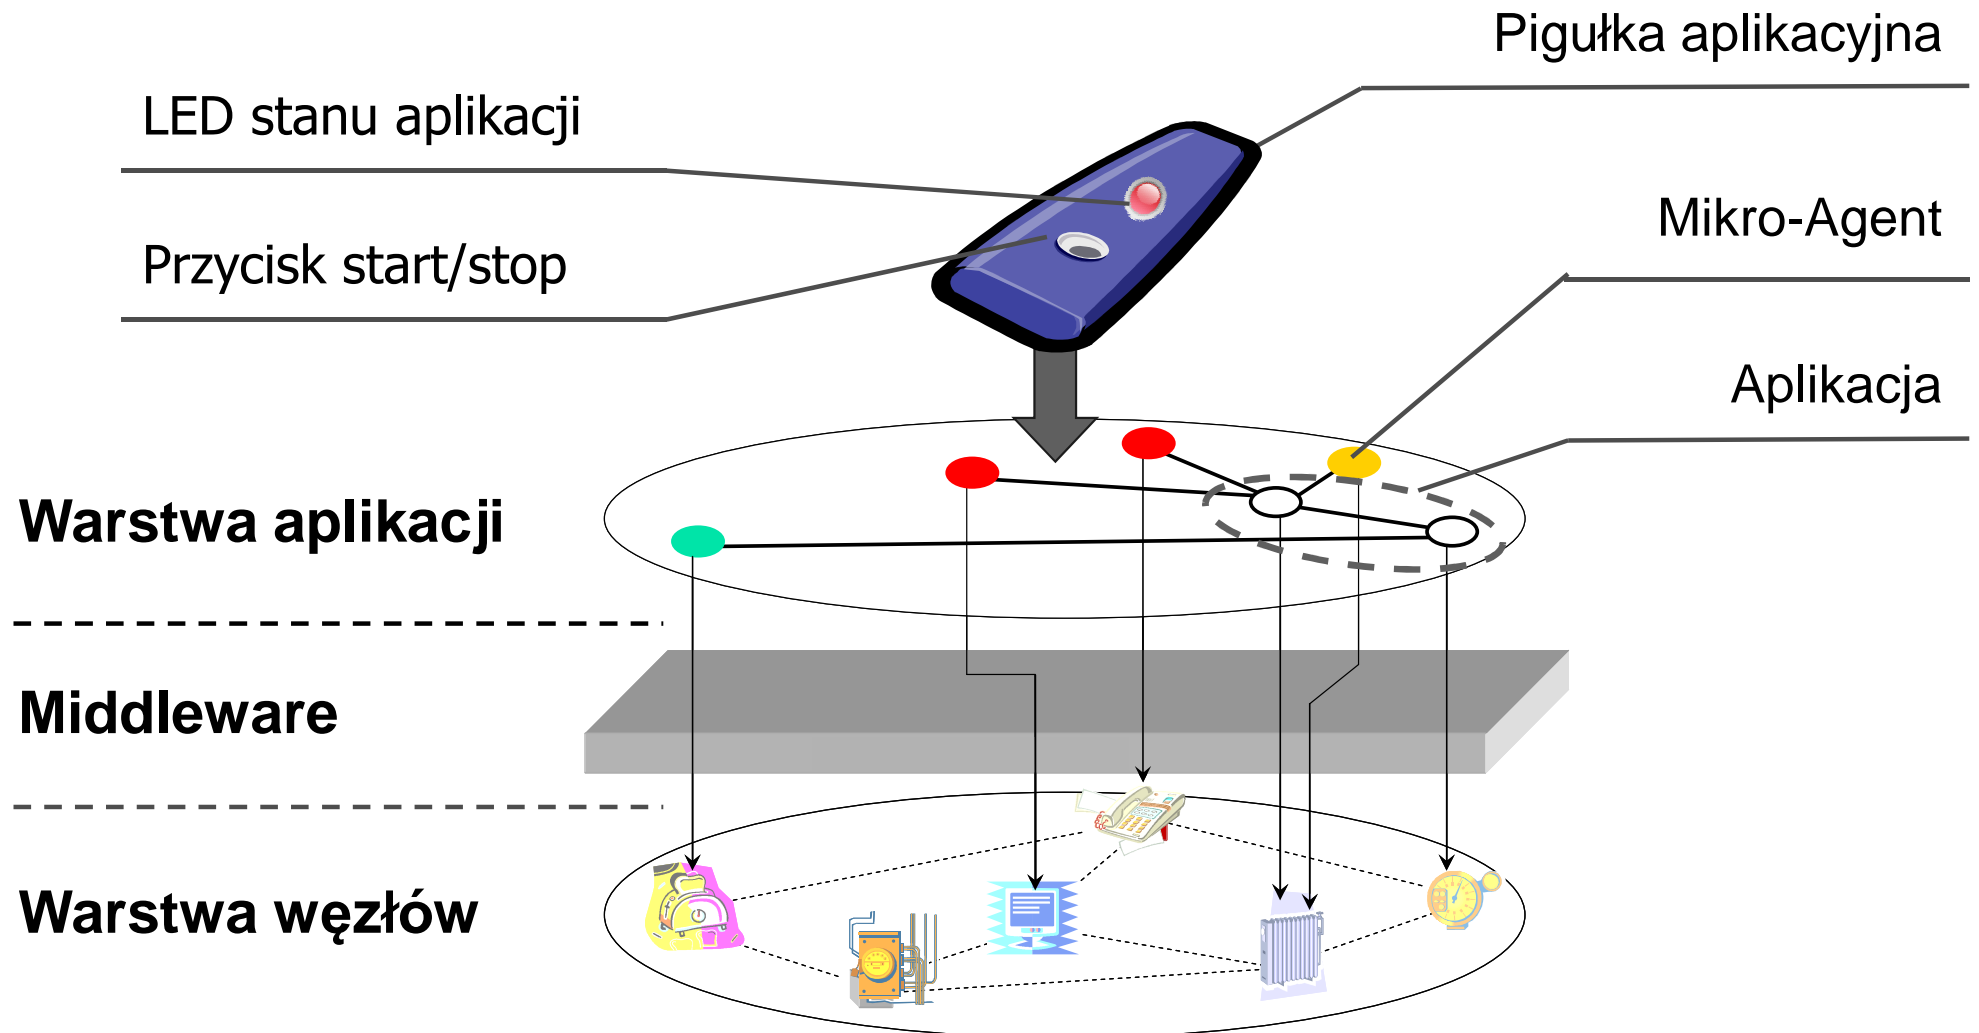 Pigułka aplikacyjna
LED stanu aplikacji
Mikro-Agent
Przycisk start/stop
Aplikacja
Warstwa aplikacji
Middleware
Warstwa węzłów